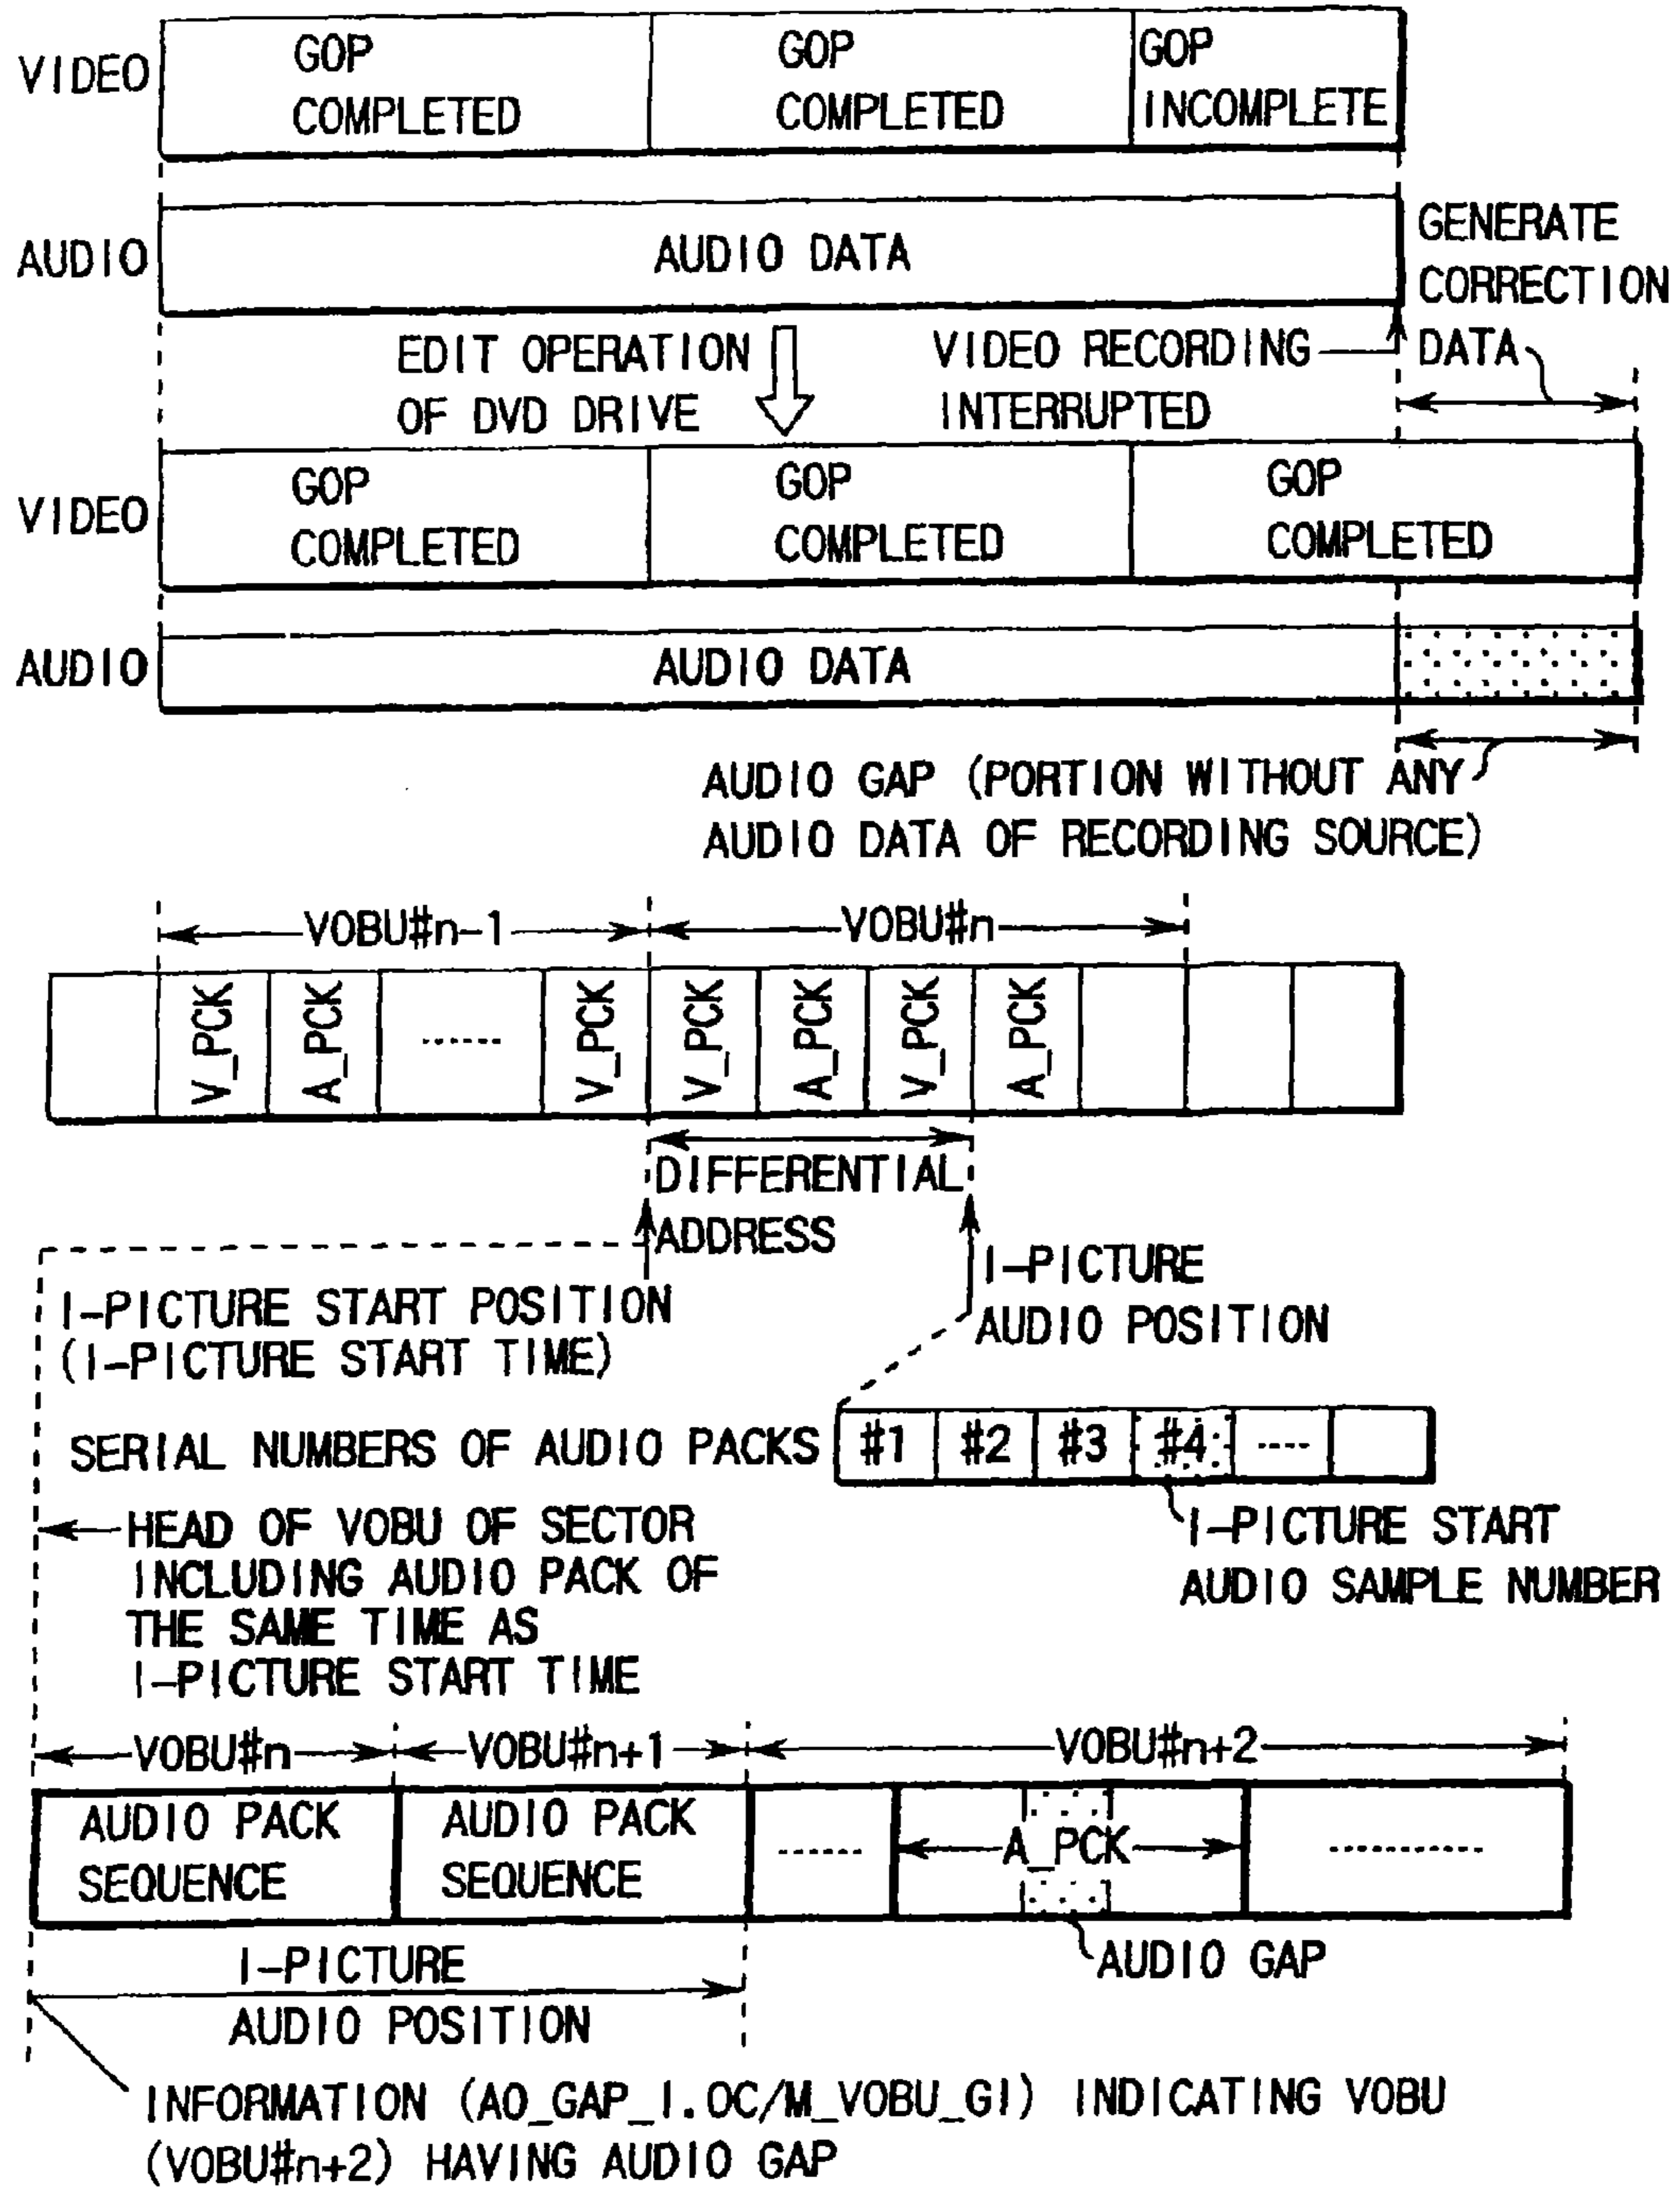 VIDEO
GOP
COMPLETED
GOP
COMPLETED
GOP
INCOMPLETE
AUDIO
AUDIO DATA
GENERATE
CORRECTION
DATA
EDIT OPERATION
OF DVD DRIVE
VIDEO RECORDING
INTERRUPTED
VIDEO
GOP
COMPLETED
GOP
COMPLETED
GOP
COMPLETED
AUDIO
AUDIO DATA
AUDIO GAP (PORTION WITHOUT ANY
AUDIO DATA OF RECORDING SOURCE)
VOBU#n-1
VOBU#n
V_PCK
A_PCK
......
V_PCK
V_PCK
A_PCK
V_PCK
A_PCK
DIFFERENTIAL
ADDRESS
I-PICTURE START POSITION
(I-PICTURE START TIME)
I-PICTURE
AUDIO POSITION
SERIAL NUMBERS OF AUDIO PACKS
#1
#2
#3
#4
----
HEAD OF VOBU OF SECTOR
INCLUDING AUDIO PACK OF
THE SAME TIME AS
I-PICTURE START TIME
I-PICTURE START
AUDIO SAMPLE NUMBER
VOBU#n
VOBU#n+1
VOBU#n+2
AUDIO PACK
SEQUENCE
AUDIO PACK
SEQUENCE
......
A_PCK
..........
AUDIO GAP
I-PICTURE
AUDIO POSITION
INFORMATION (A0_GAP_I.OC/M_VOBU_GI) INDICATING VOBU
(VOBU#n+2) HAVING AUDIO GAP